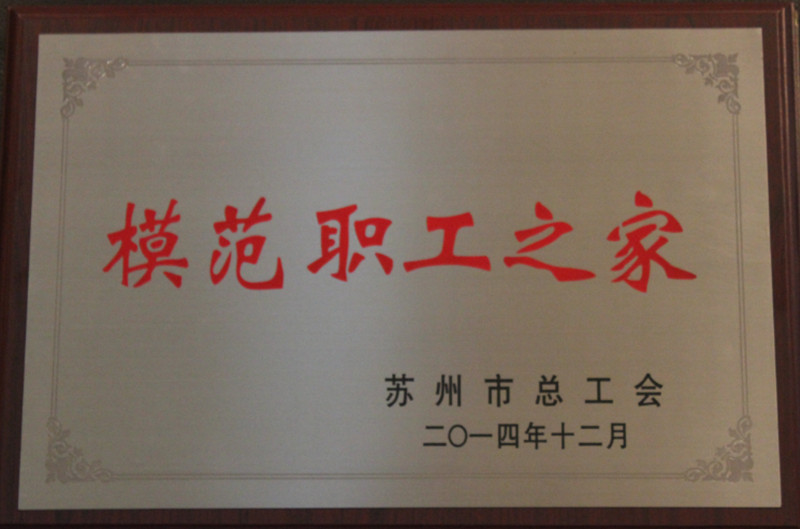 模范职工之家
苏州市总工会
二〇一四年十二月